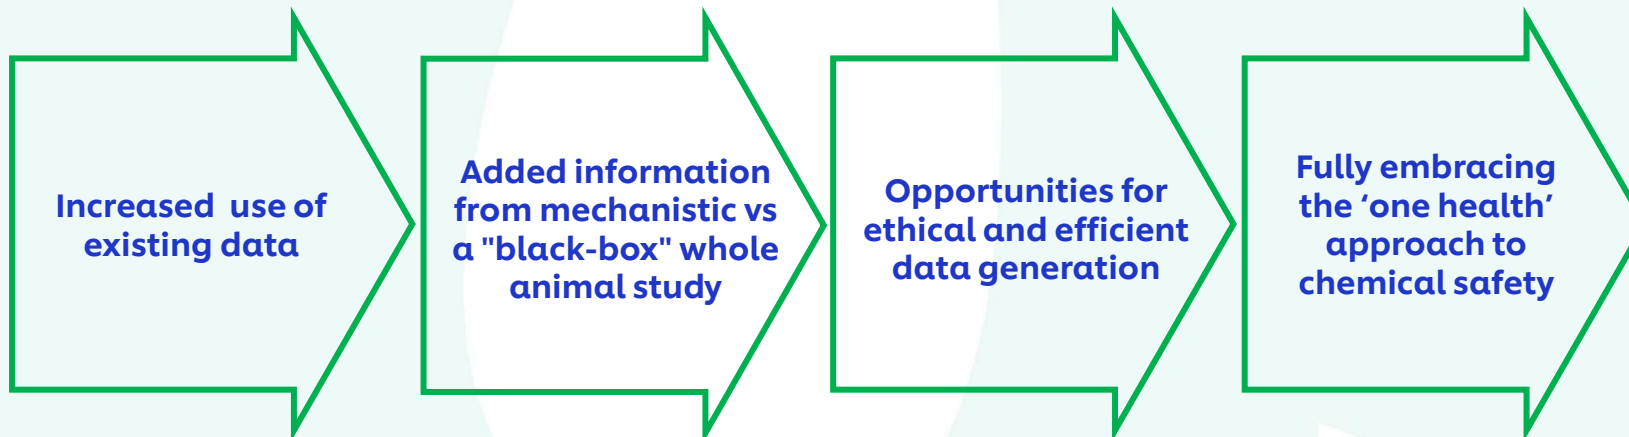 Increased  use of
existing data
Added information
from mechanistic vs
a "black-box" whole
animal study
Opportunities for
ethical and efficient
data generation
Fully embracing
the ‘one health’
approach to
chemical safety